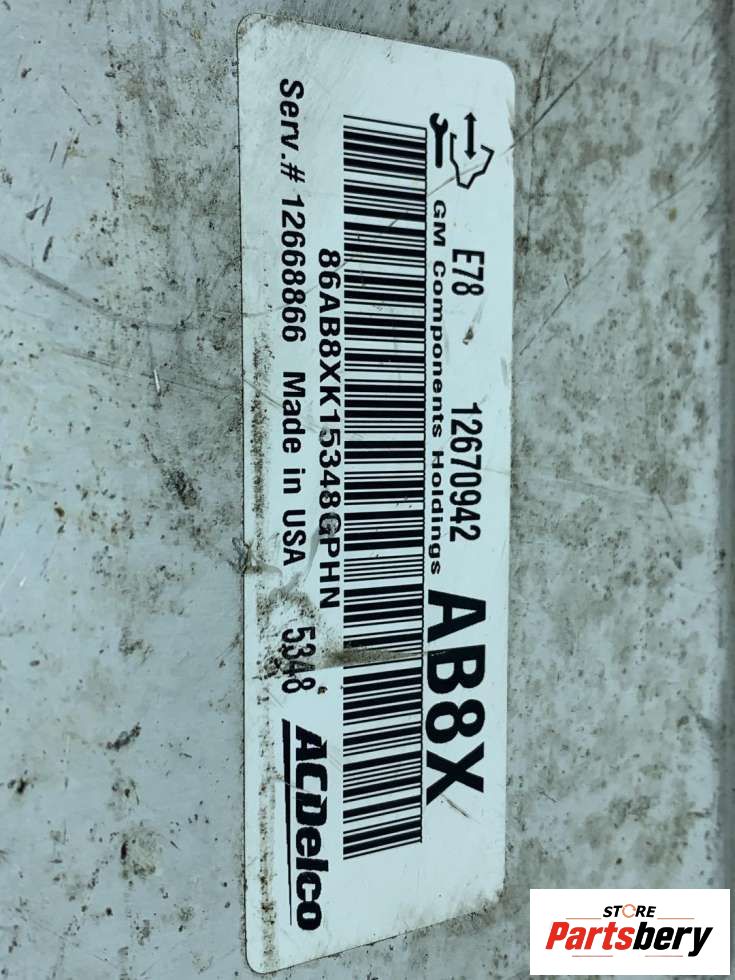 E78 12670942 AB8X
GM Components Holdings
86AB8XK15348GPHN
Serv.# 12668866 Made in USA 5348 ACDelco
STORE
Partsbery